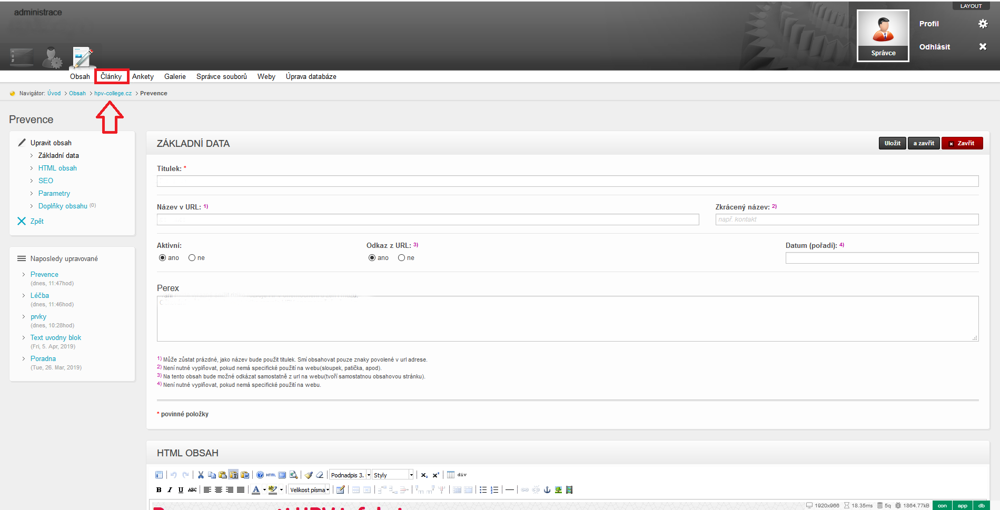 administrace
LAYOUT
Profil
Odhlásit
Správce
Obsah Články Ankety Galerie Správce souborů Weby Úprava databáze
Navigátor: Úvod > Obsah > hpv-college.cz > Prevence
Prevence
Upravit obsah
> Základní data
> HTML obsah
> SEO
> Parametry
> Doplňky obsahu (0)
Zpět
Naposledy upravované
> Prevence
(dnes, 11:47hod)
> Léčba
(dnes, 11:46hod)
> prvky
(dnes, 10:28hod)
> Text uvodny blok
(Fri, 5. Apr, 2019)
> Poradna
(Tue, 26. Mar, 2019)
ZÁKLADNÍ DATA
Uložit a zavřít Zavřít
Titulek: *
Název v URL: 1) Zkrácený název: 2)
např. kontakt
Aktivní: Odkaz z URL: 3) Datum (pořadí): 4)
ano ne ano ne
Perex
1) Může zůstat prázdné, jako název bude použit titulek. Smí obsahovat pouze znaky povolené v url adrese.
2) Není nutné vyplňovat, pokud nemá specifické použití na webu(sloupek, patička, apod).
3) Na tento obsah bude možné odkázat samostatně z url na webu(tvoří samostatnou obsahovou stránku).
4) Není nutné vyplňovat, pokud nemá specifické použití na webu.
* povinné položky
HTML OBSAH
HTML Podnadpis 3. Styly x₂ x² div
B I U ABC A ab Velikost písma
1920x966 18.35ms 5q 1864.77kB con app db